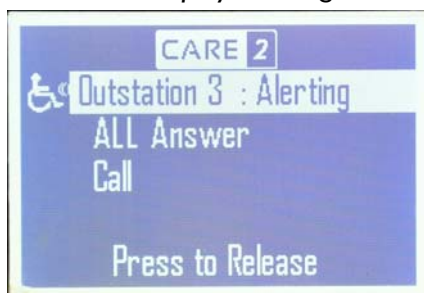 CARE 2
Outstation 3 : Alerting
ALL Answer
Call
Press to Release